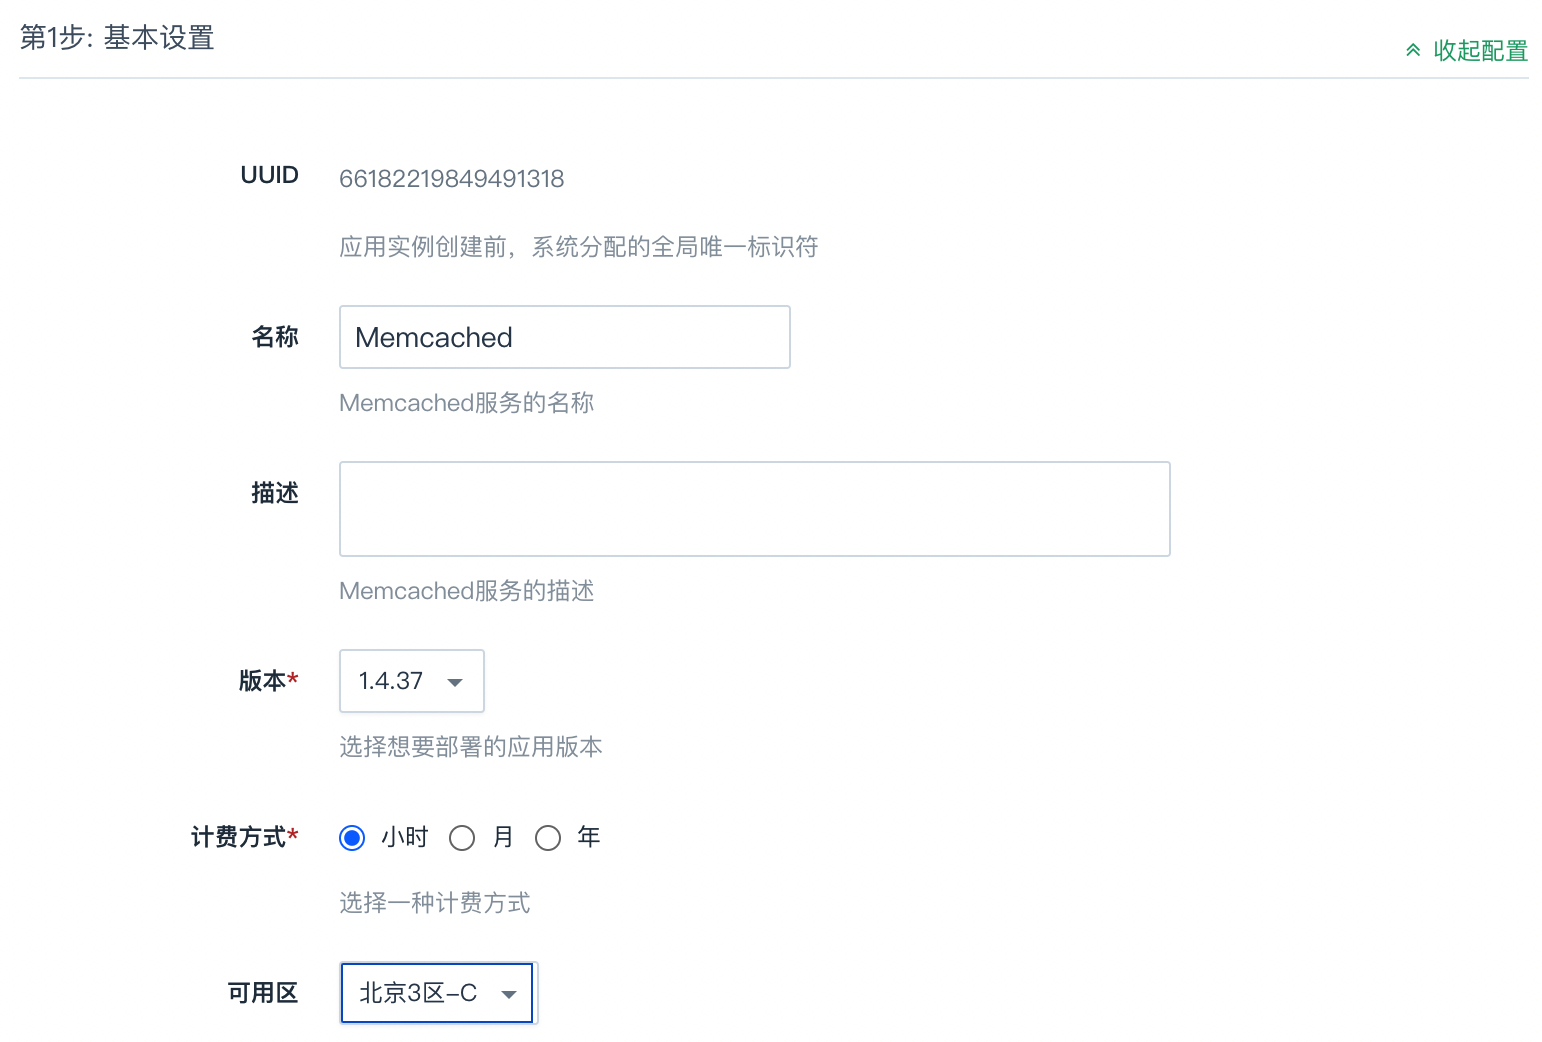 第1步: 基本设置
收起配置
UUID
66182219849491318
应用实例创建前，系统分配的全局唯一标识符
名称
Memcached
Memcached服务的名称
描述
Memcached服务的描述
版本*
1.4.37
选择想要部署的应用版本
计费方式*
小时 月 年
选择一种计费方式
可用区
北京3区-C